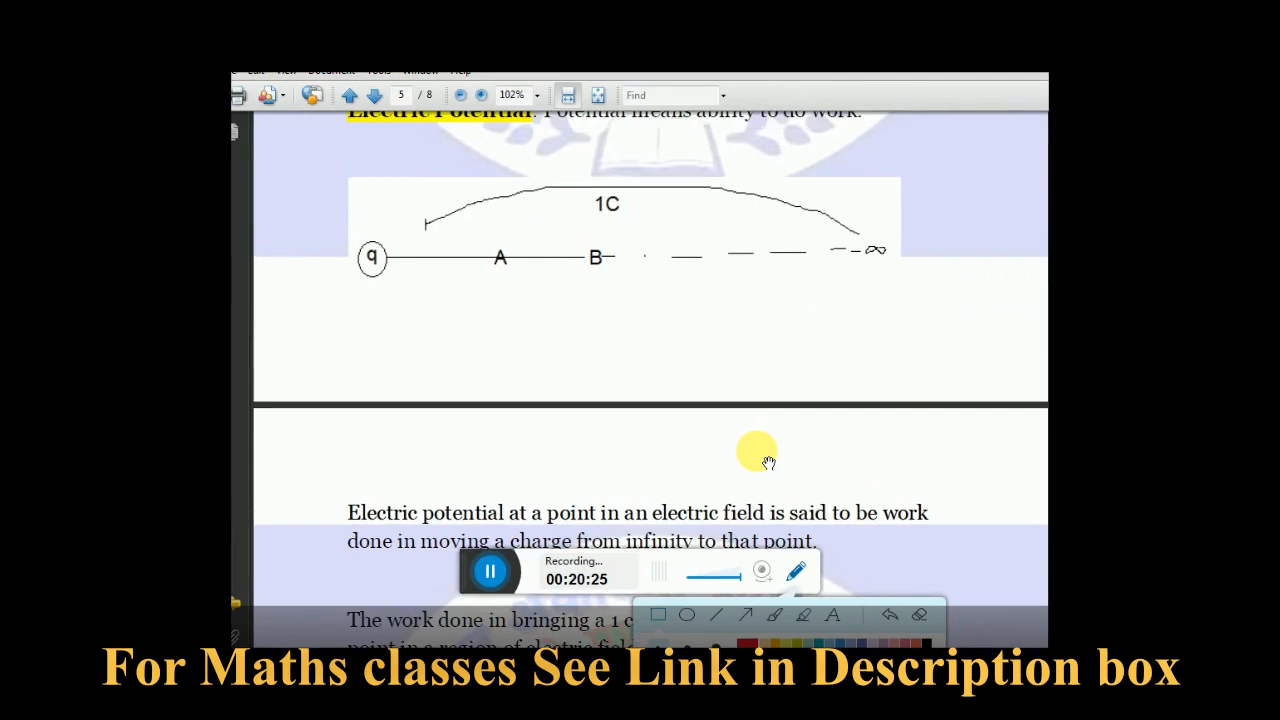 5 / 8 102% Find
Electric Potential: Potential means ability to do work.
1C
q A B ∞
Electric potential at a point in an electric field is said to be work
done in moving a charge from infinity to that point.
Recording...
00:20:25
The work done in bringing a 1 c
A
For Maths classes See Link in Description box